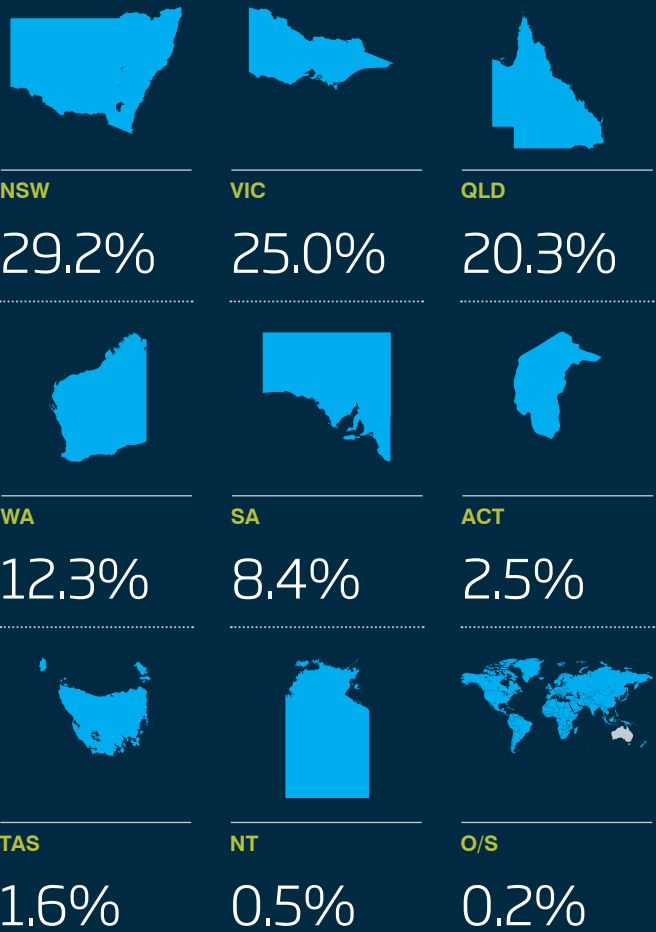 NSW
VIC
QLD
29.2%
25.0%
20.3%
WA
SA
ACT
12.3%
8.4%
2.5%
TAS
NT
O/S
1.6%
0.5%
0.2%